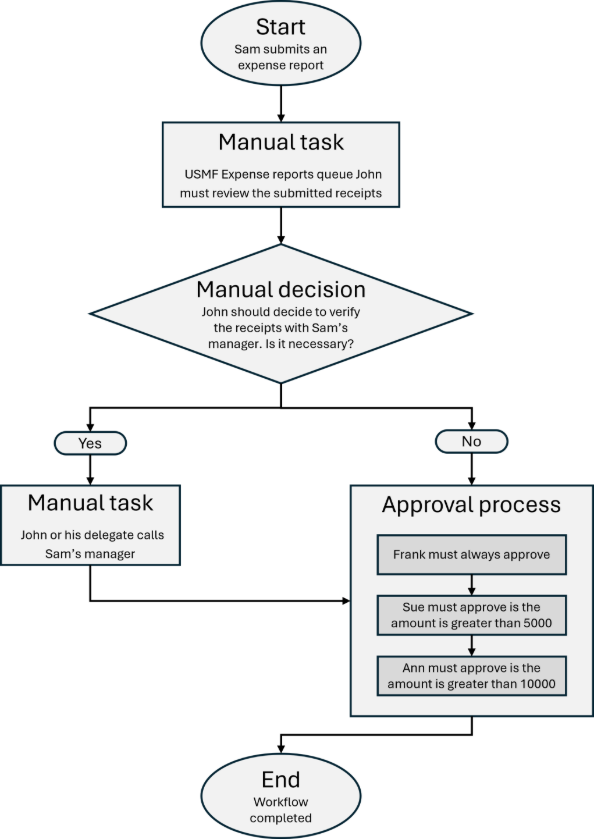 Start
Sam submits an
expense report
Manual task
USMF Expense reports queue John
must review the submitted receipts
Manual decision
John should decide to verify
the receipts with Sam's
manager. Is it necessary?
Yes
No
Manual task
John or his delegate calls
Sam's manager
Approval process
Frank must always approve
Sue must approve is the
amount is greater than 5000
Ann must approve is the
amount is greater than 10000
End
Workflow
completed